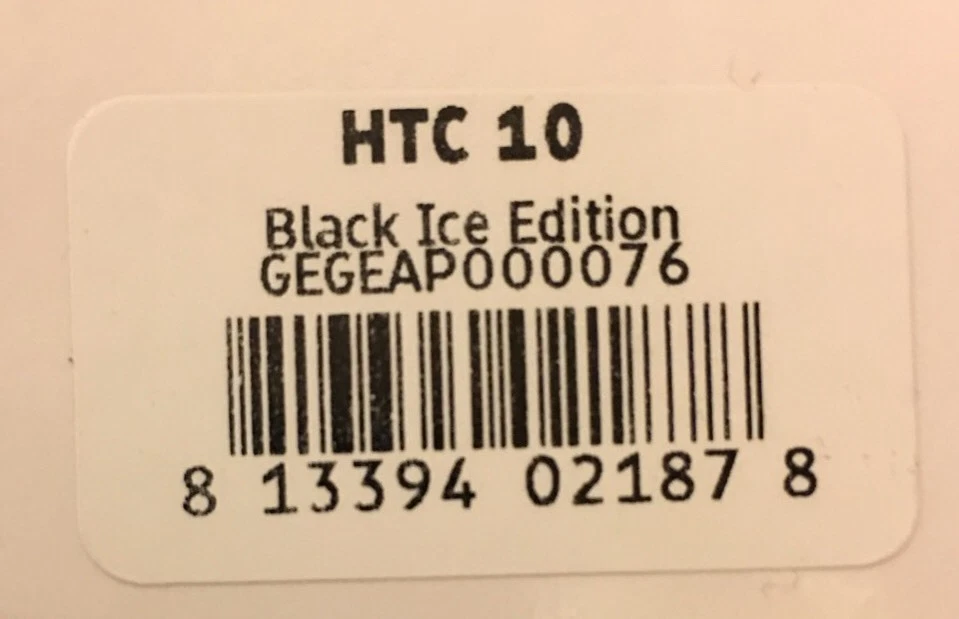 HTC 10
Black Ice Edition
GEGEAP000076
8 13394 02187 8